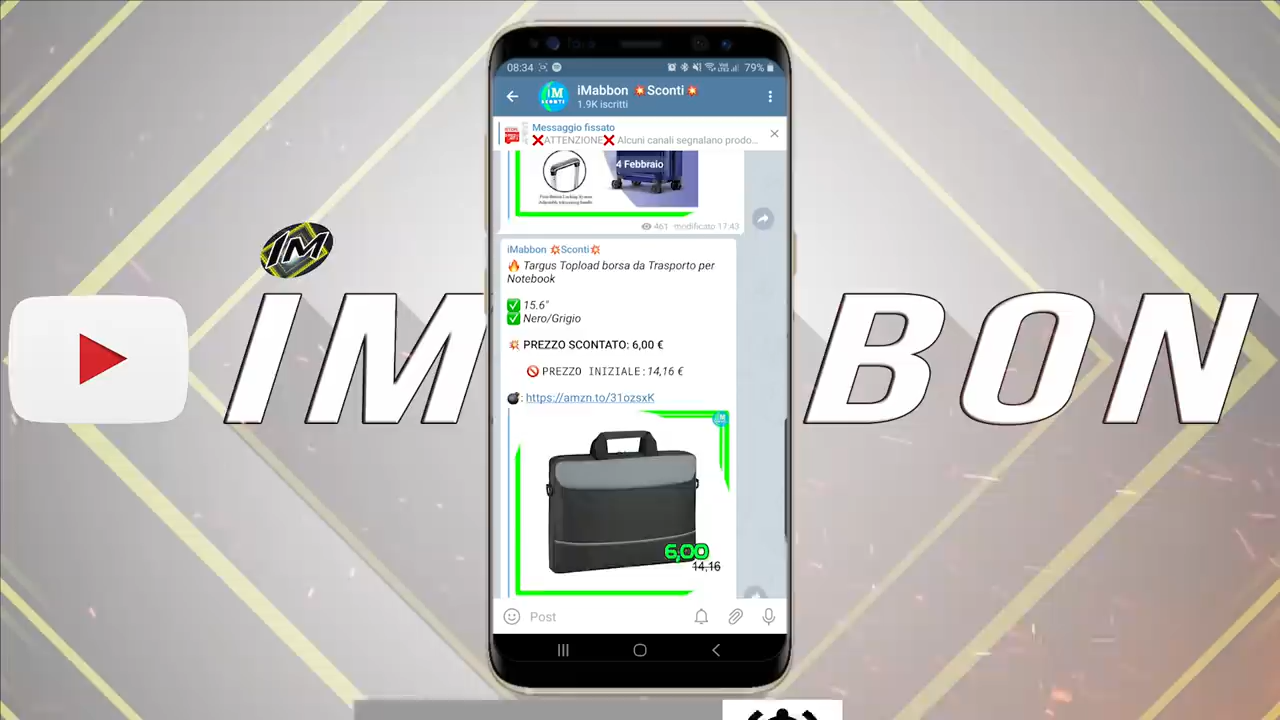 08:34
79%
iMabbon 💥Sconti💥
1.9K iscritti
Messaggio fissato
❌ATTENZIONE❌ Alcuni canali segnalano prodo...
4 Febbraio
461 modificato 17:43
iMabbon 💥Sconti💥
🔥 Targus Topload borsa da Trasporto per
Notebook
✅ 15.6"
✅ Nero/Grigio
💥 PREZZO SCONTATO: 6,00 €
🚫 PREZZO INIZIALE: 14,16 €
💣: https://amzn.to/31ozsxK
6,00
14,16
Post
IM
IM
BON